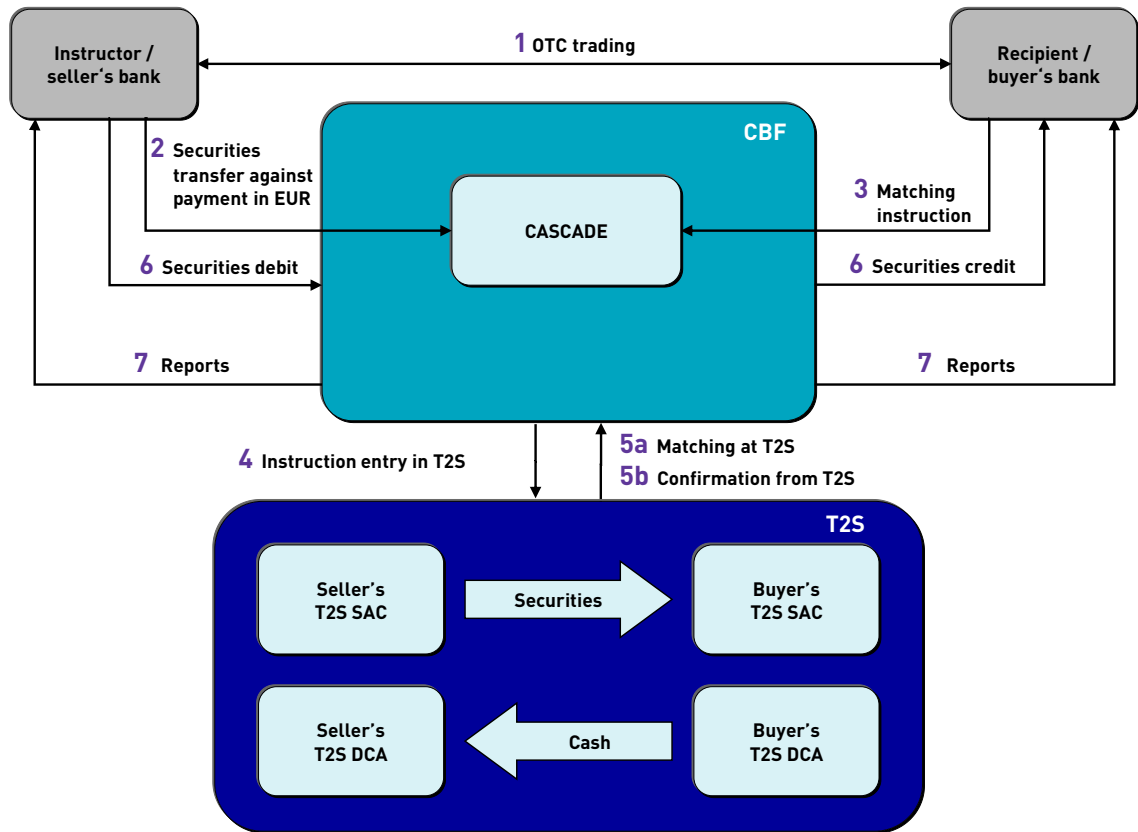 1 OTC trading
Instructor /
seller‘s bank
Recipient /
buyer‘s bank
CBF
2 Securities
transfer against
payment in EUR
CASCADE
3 Matching
instruction
6 Securities debit
6 Securities credit
7 Reports
7 Reports
4 Instruction entry in T2S
5a Matching at T2S
5b Confirmation from T2S
T2S
Seller’s
T2S SAC
Securities
Buyer’s
T2S SAC
Seller’s
T2S DCA
Cash
Buyer’s
T2S DCA